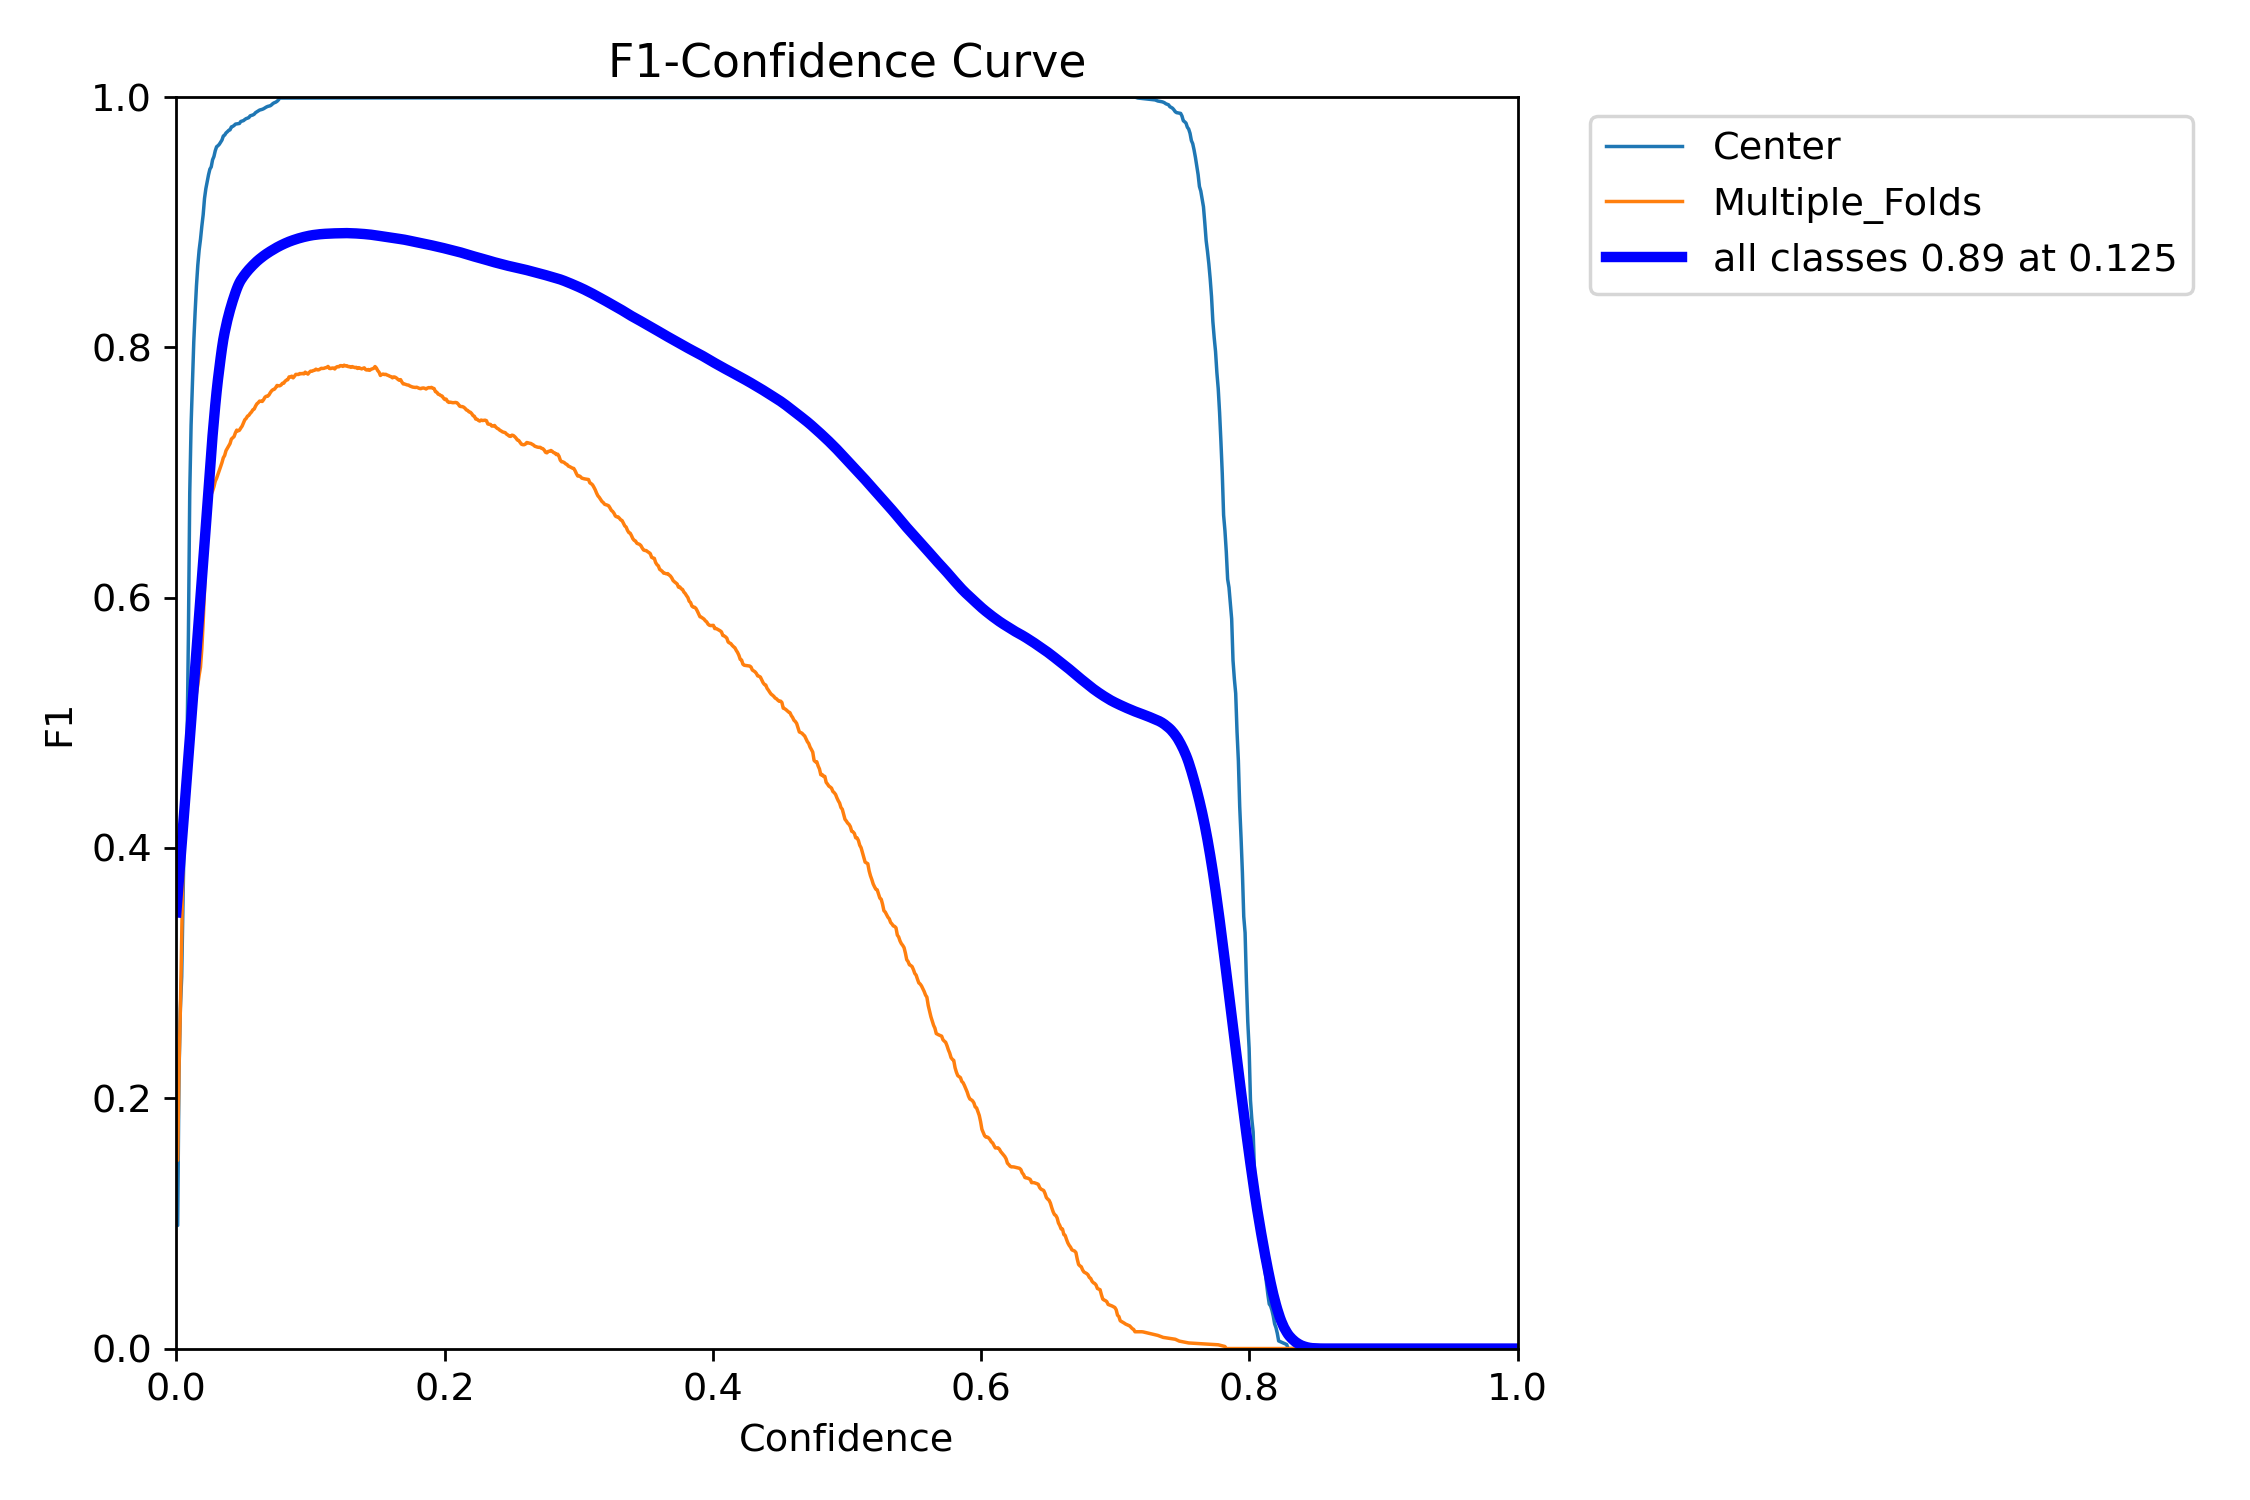 F1-Confidence Curve
1.0
0.8
0.6
0.4
0.2
0.0
F1
0.0 0.2 0.4 0.6 0.8 1.0
Confidence
Center
Multiple_Folds
all classes 0.89 at 0.125